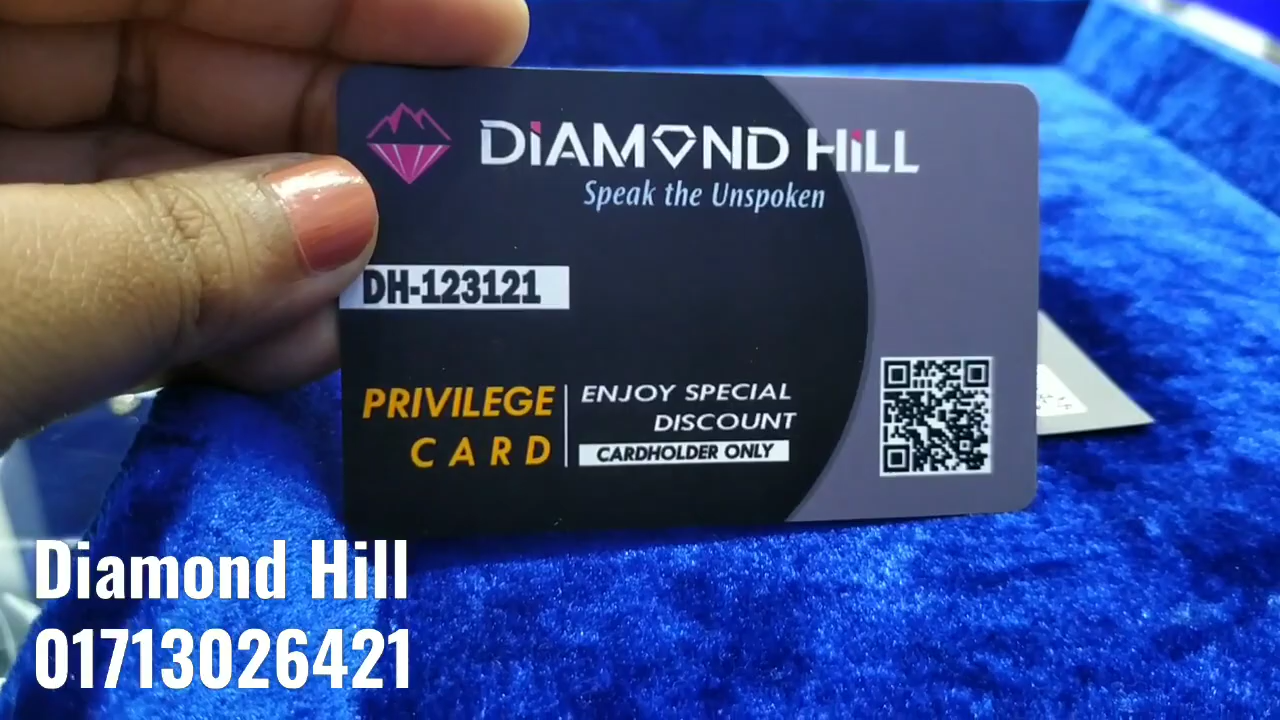 DiAMOND HiLL
Speak the Unspoken
DH-123121
PRIVILEGE
CARD
ENJOY SPECIAL
DISCOUNT
CARDHOLDER ONLY
Diamond Hill
01713026421